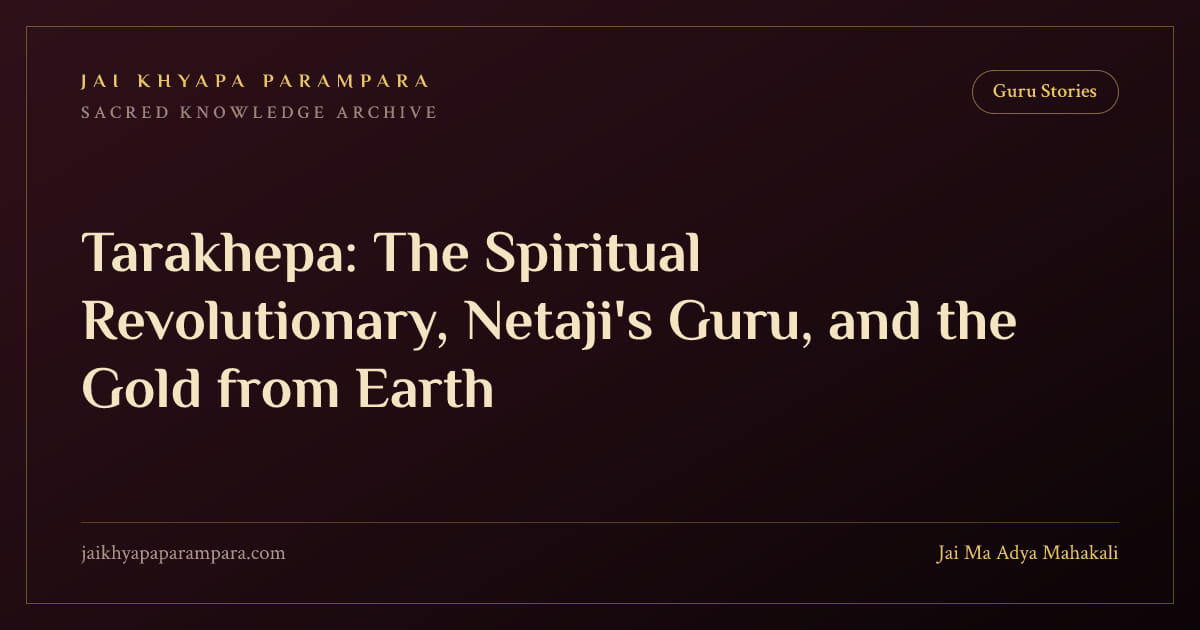 JAI KHYAPA PARAMPARA
SACRED KNOWLEDGE ARCHIVE
Guru Stories
Tarakhepa: The Spiritual
Revolutionary, Netaji's Guru, and the
Gold from Earth
jaikhyapaparampara.com
Jai Ma Adya Mahakali